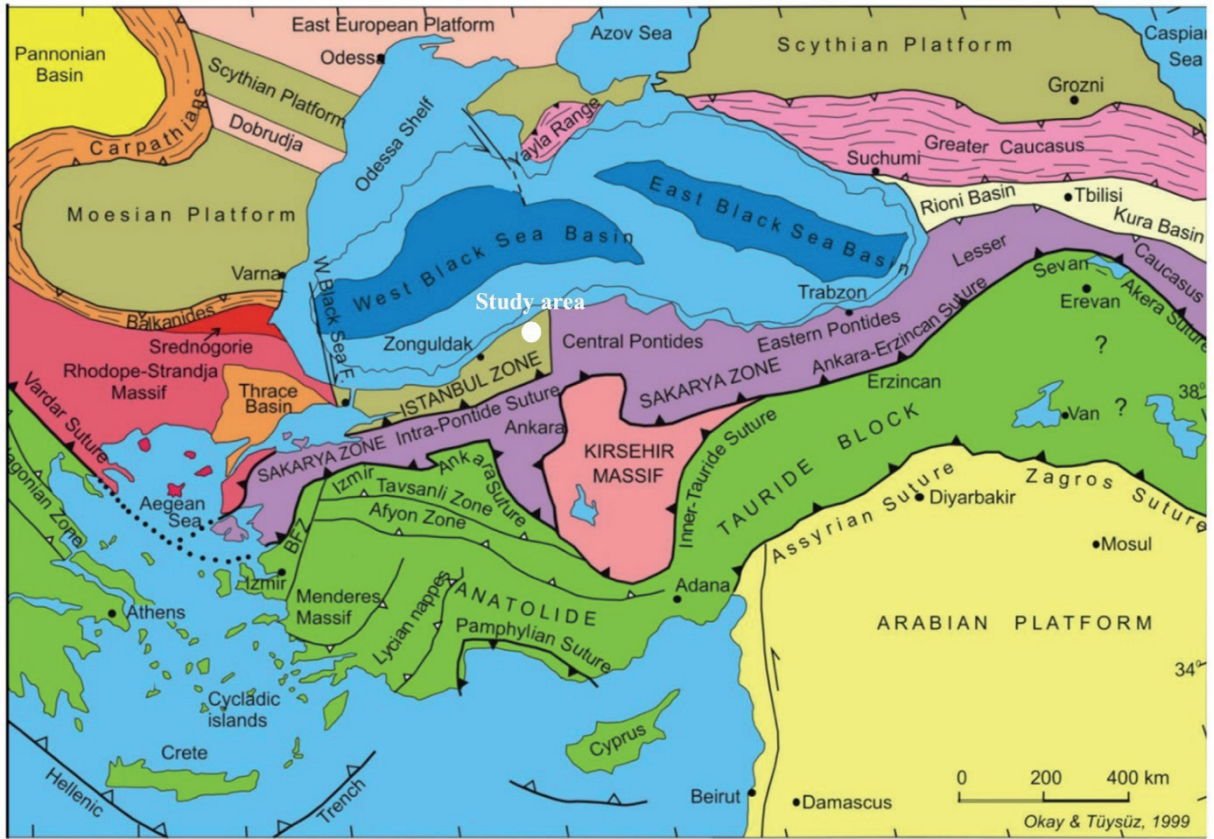 East European Platform
Azov Sea
Caspian
Sea
Pannonian
Basin
Odessa
Scythian Platform
Scythian Platform
Grozni
Dobrudja
Carpathians
Odessa Shelf
Yayla Range
Greater Caucasus
Suchumi
Moesian Platform
East Black Sea Basin
Rioni Basin
Tbilisi
Kura Basin
West Black Sea Basin
Varna
W.Black Sea F.
Lesser
Caucasus
Sevan
Akera Suture
Erevan
Study area
Trabzon
Balkanides
Srednogorie
Zonguldak
Central Pontides
Eastern Pontides
Ankara-Erzincan Suture
Rhodope-Strandja
Massif
Thrace
Basin
ISTANBUL ZONE
SAKARYA ZONE
Erzincan
?
38°
Vardar Suture
Intra-Pontide Suture
SAKARYA ZONE
Ankara
KIRSEHIR
MASSIF
Van
?
TAURIDE BLOCK
Izmir
Ankara Suture
Tavsanli Zone
Afyon Zone
Inner-Tauride Suture
Assyrian Suture
Diyarbakir
Zagros Suture
Aegean
Sea
BFZ
Mosul
Izmir
Menderes
Massif
Lycian nappes
ANATOLIDE
Adana
Athens
Pamphylian Suture
ARABIAN PLATFORM
34°
Cycladic
islands
Cyprus
Crete
Hellenic
Trench
Beirut
Damascus
0 200 400 km
Okay & Tüysüz, 1999